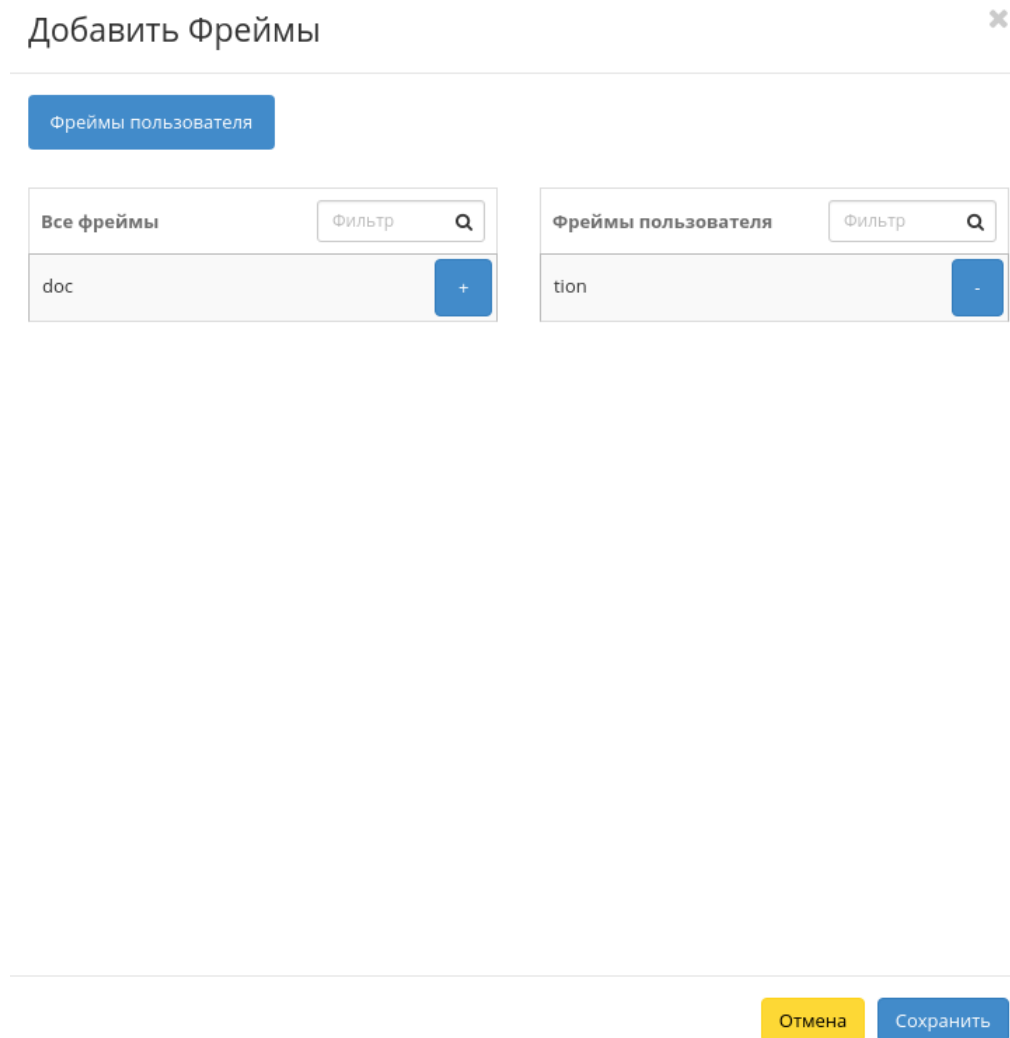 Добавить Фреймы
Фреймы пользователя
Все фреймы
Фильтр
Фреймы пользователя
Фильтр
doc
+
tion
-
Отмена
Сохранить